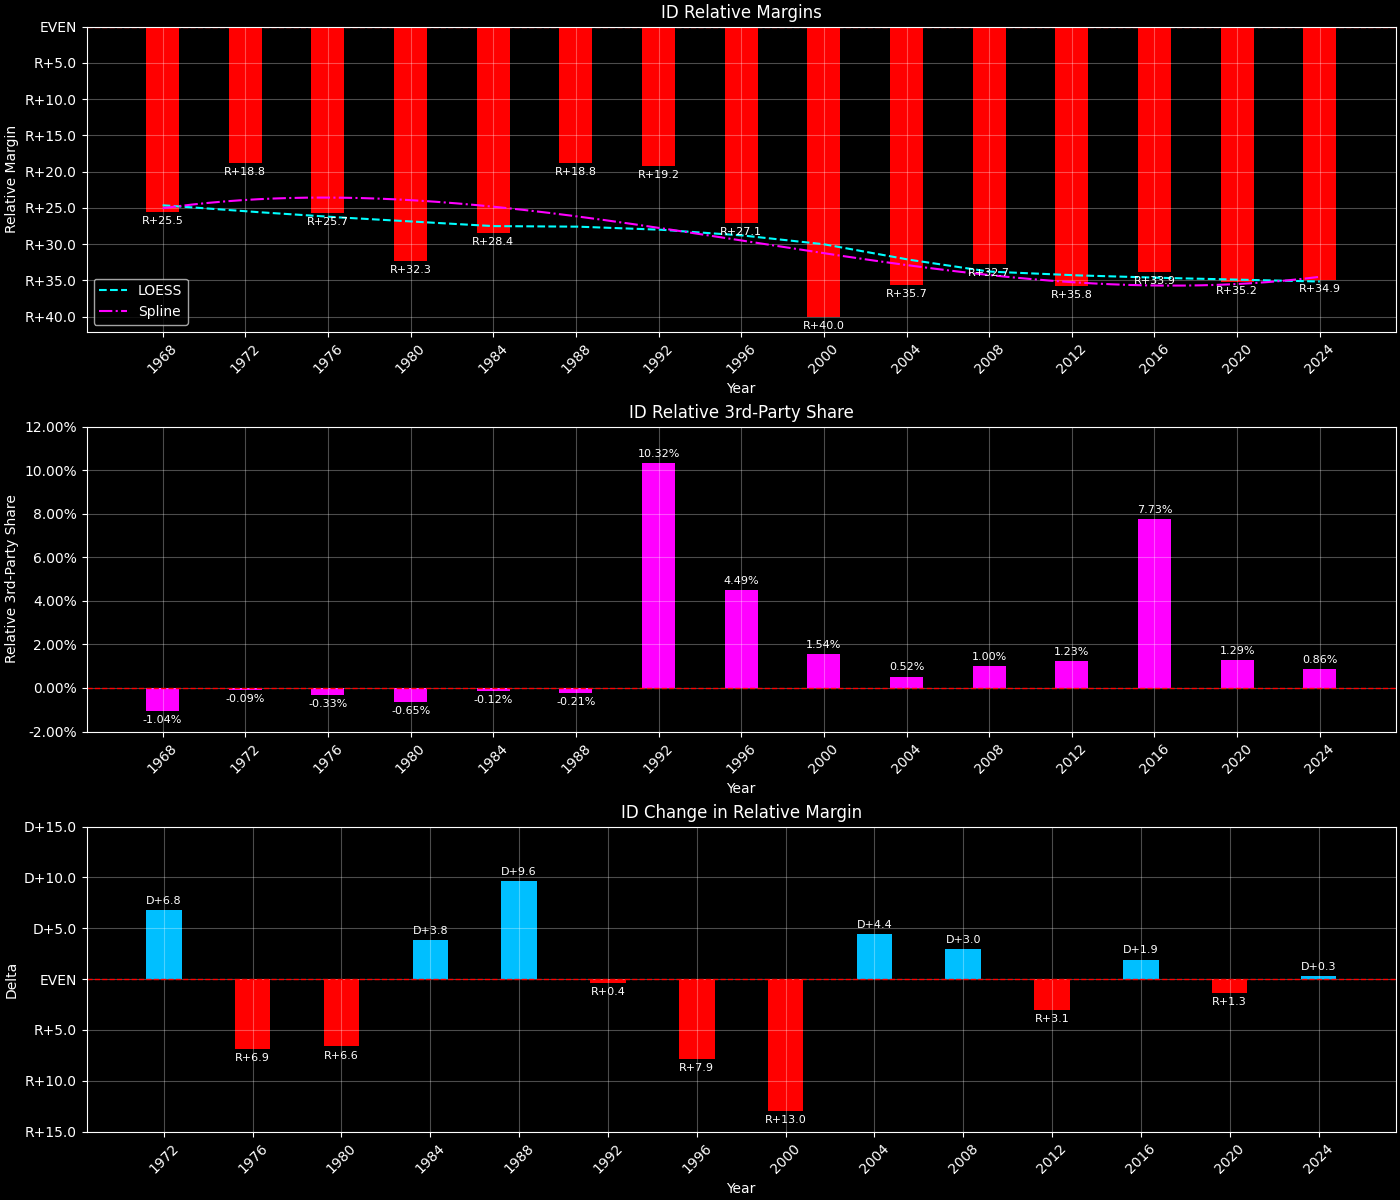 ID Relative Margins
EVEN
R+5.0
R+10.0
R+15.0
R+20.0
R+25.0
R+30.0
R+35.0
R+40.0
Relative Margin
R+25.5
R+18.8
R+25.7
R+32.3
R+28.4
R+18.8
R+19.2
R+27.1
R+40.0
R+35.7
R+32.7
R+35.8
R+33.9
R+35.2
R+34.9
LOESS
Spline
1968
1972
1976
1980
1984
1988
1992
1996
2000
2004
2008
2012
2016
2020
2024
Year
ID Relative 3rd-Party Share
12.00%
10.00%
8.00%
6.00%
4.00%
2.00%
0.00%
-2.00%
Relative 3rd-Party Share
-1.04%
-0.09%
-0.33%
-0.65%
-0.12%
-0.21%
10.32%
4.49%
1.54%
0.52%
1.00%
1.23%
7.73%
1.29%
0.86%
1968
1972
1976
1980
1984
1988
1992
1996
2000
2004
2008
2012
2016
2020
2024
Year
ID Change in Relative Margin
D+15.0
D+10.0
D+5.0
EVEN
R+5.0
R+10.0
R+15.0
Delta
D+6.8
R+6.9
R+6.6
D+3.8
D+9.6
R+0.4
R+7.9
R+13.0
D+4.4
D+3.0
R+3.1
D+1.9
R+1.3
D+0.3
1972
1976
1980
1984
1988
1992
1996
2000
2004
2008
2012
2016
2020
2024
Year